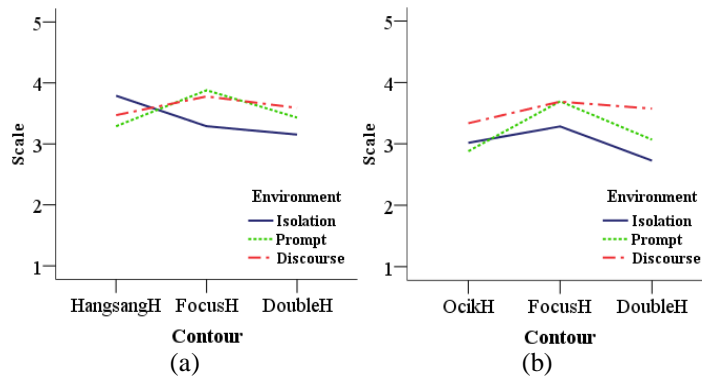 5
4
3
2
1
Scale
Environment
Isolation
Prompt
Discourse
HangsangH FocusH DoubleH
Contour
(a)
5
4
3
2
1
Scale
Environment
Isolation
Prompt
Discourse
OcikH FocusH DoubleH
Contour
(b)